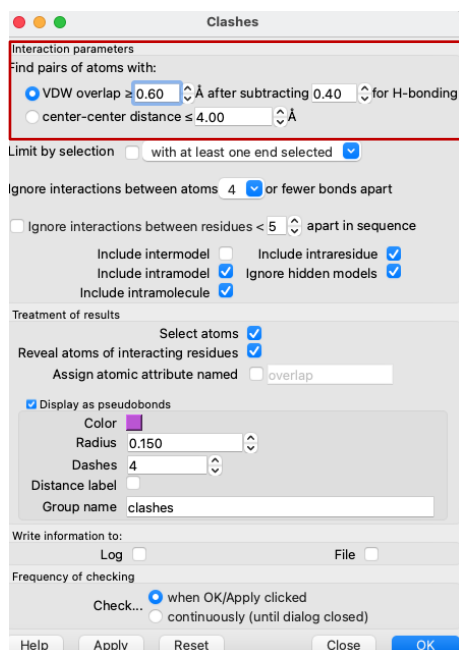 Clashes
Interaction parameters
Find pairs of atoms with:
VDW overlap ≥ 0.60 Å after subtracting 0.40 for H-bonding
center-center distance ≤ 4.00 Å
Limit by selection with at least one end selected
Ignore interactions between atoms 4 or fewer bonds apart
Ignore interactions between residues < 5 apart in sequence
Include intermodel Include intraresidue
Include intramodel Ignore hidden models
Include intramolecule
Treatment of results
Select atoms
Reveal atoms of interacting residues
Assign atomic attribute named overlap
Display as pseudobonds
Color
Radius 0.150
Dashes 4
Distance label
Group name clashes
Write information to:
Log File
Frequency of checking
Check... when OK/Apply clicked
continuously (until dialog closed)
Help Apply Reset Close OK